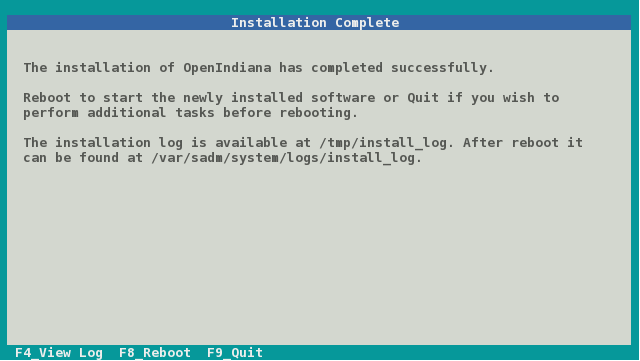 Installation Complete
The installation of OpenIndiana has completed successfully.
Reboot to start the newly installed software or Quit if you wish to
perform additional tasks before rebooting.
The installation log is available at /tmp/install_log. After reboot it
can be found at /var/sadm/system/logs/install_log.
F4_View Log  F8_Reboot  F9_Quit